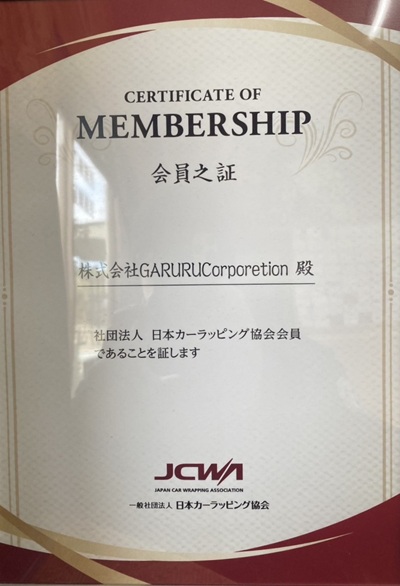 CERTIFICATE OF
MEMBERSHIP
会員之証
株式会社GARURUCorporetion 殿
社団法人 日本カーラッピング協会会員
であることを証します
JCWA
JAPAN CAR WRAPPING ASSOCIATION
一般社団法人 日本カーラッピング協会